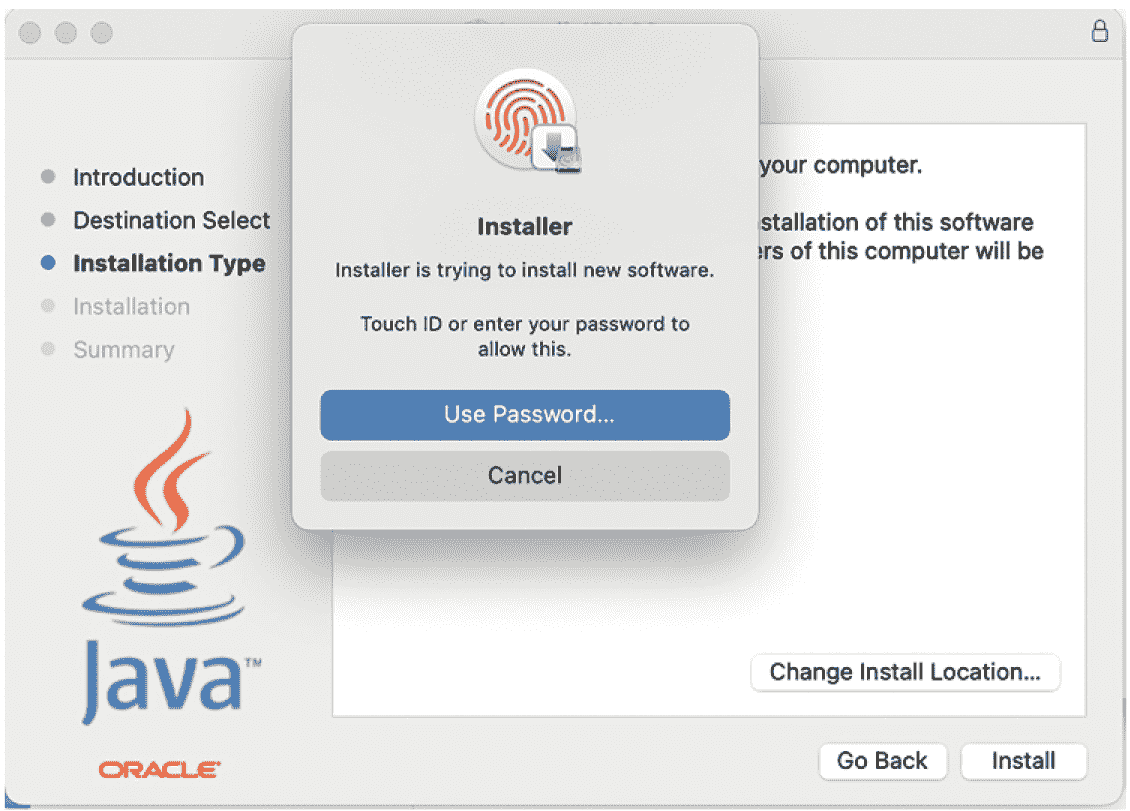 Introduction
Destination Select
Installation Type
Installation
Summary
Java™
ORACLE
Installer
Installer is trying to install new software.
Touch ID or enter your password to
allow this.
Use Password...
Cancel
your computer.
of this software
of this computer will be
Change Install Location...
Go Back
Install